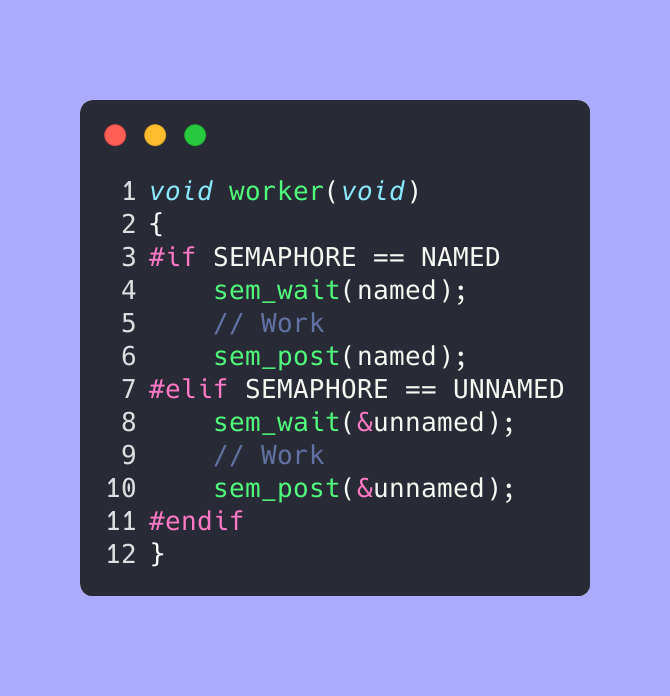 1 void worker(void)
2 {
3 #if SEMAPHORE == NAMED
4     sem_wait(named);
5     // Work
6     sem_post(named);
7 #elif SEMAPHORE == UNNAMED
8     sem_wait(&unnamed);
9     // Work
10     sem_post(&unnamed);
11 #endif
12 }